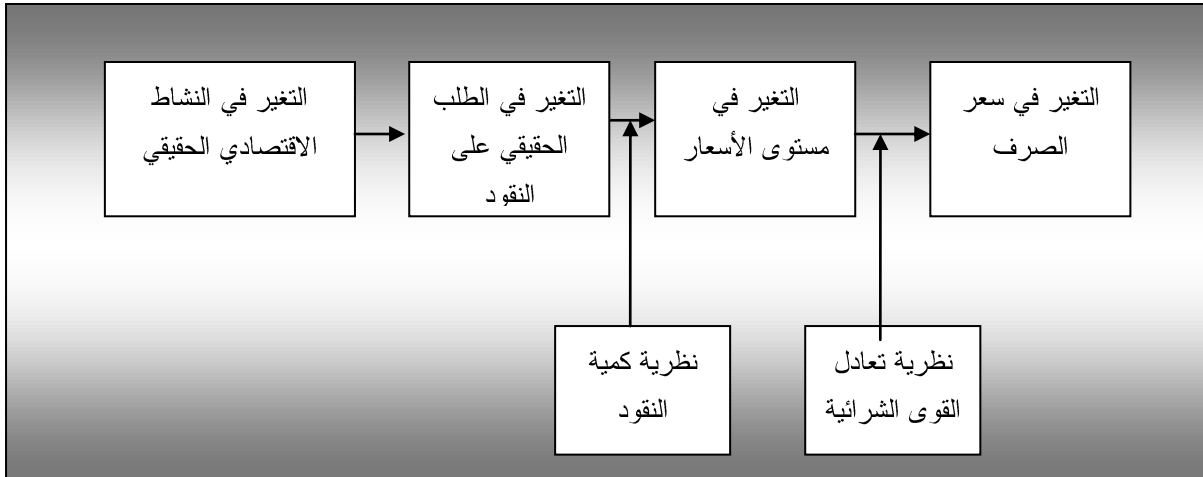 التغير في النشاط
الاقتصادي الحقيقي
التغير في الطلب
الحقيقي على
النقود
التغير في
مستوى الأسعار
التغير في سعر
الصرف
نظرية كمية
النقود
نظرية تعادل
القوى الشرائية